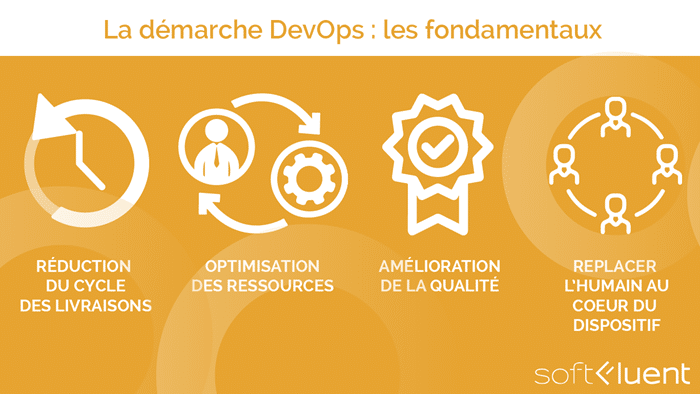 La démarche DevOps : les fondamentaux
RÉDUCTION
DU CYCLE
DES LIVRAISONS
OPTIMISATION
DES RESSOURCES
AMÉLIORATION
DE LA QUALITÉ
REPLACER
L'HUMAIN AU
COEUR DU
DISPOSITIF
softfluent